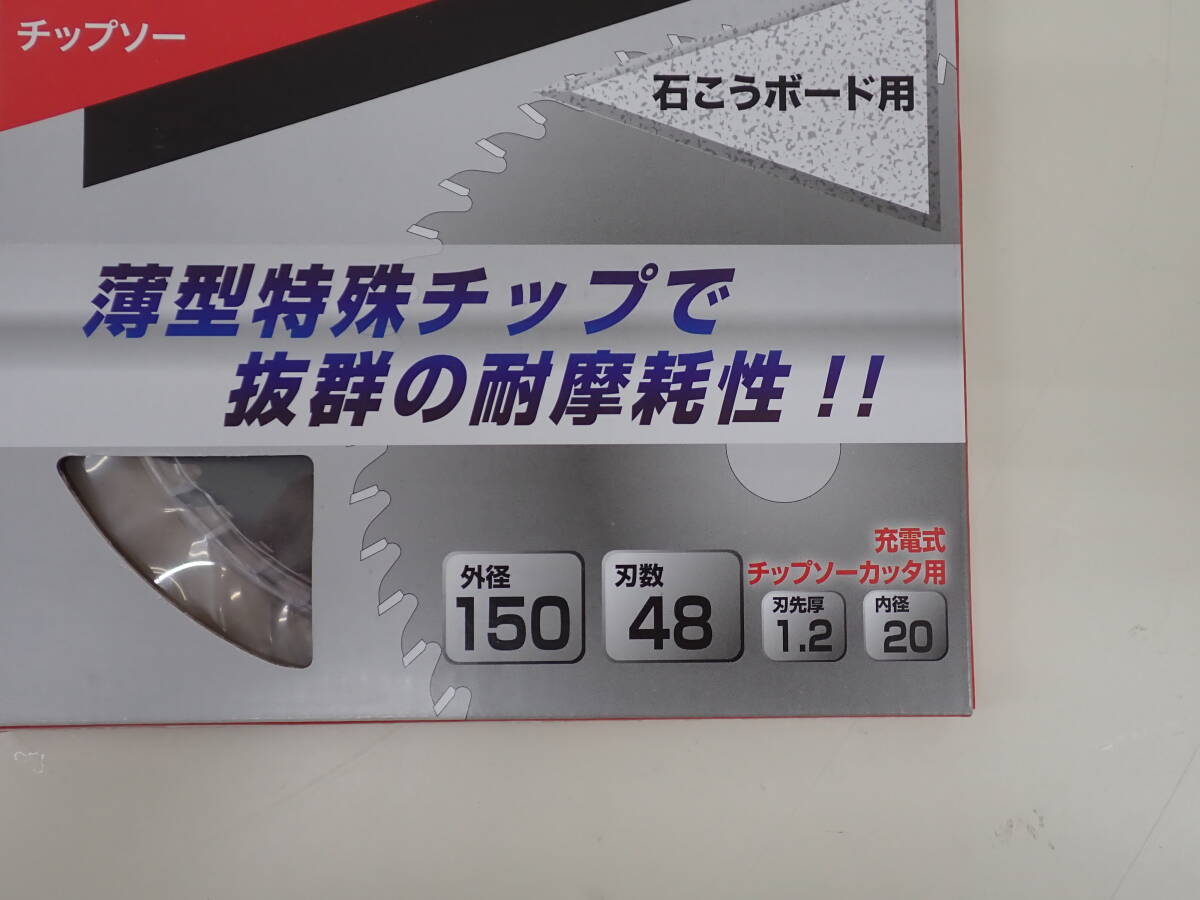 チップソー
石こうボード用
薄型特殊チップで
抜群の耐摩耗性!!
充電式
チップソーカッタ用
外径
150
刃数
48
刃先厚
1.2
内径
20